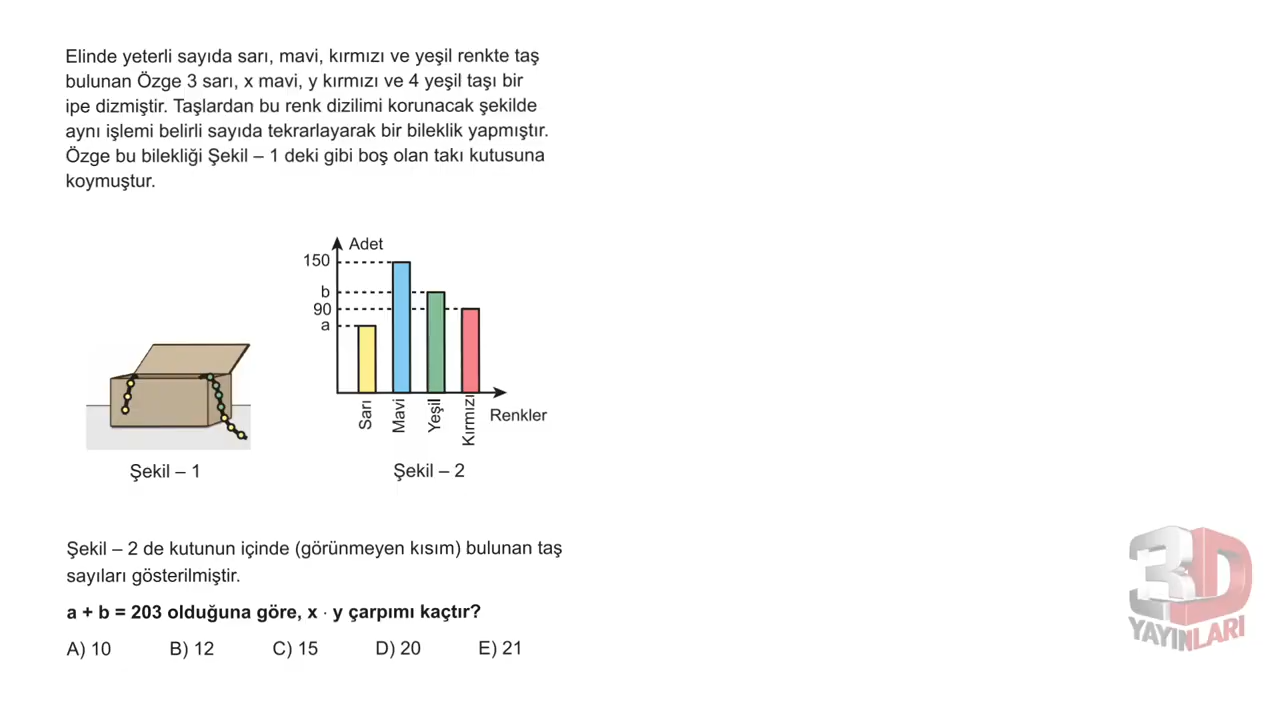 Elinde yeterli sayıda sarı, mavi, kırmızı ve yeşil renkte taş
bulunan Özge 3 sarı, x mavi, y kırmızı ve 4 yeşil taşı bir
ipe dizmiştir. Taşlardan bu renk dizilimi korunacak şekilde
aynı işlemi belirli sayıda tekrarlayarak bir bileklik yapmıştır.
Özge bu bilekliği Şekil – 1 deki gibi boş olan takı kutusuna
koymuştur.
Adet
150
b
90
a
Sarı
Mavi
Yeşil
Kırmızı
Renkler
Şekil – 1
Şekil – 2
Şekil – 2 de kutunun içinde (görünmeyen kısım) bulunan taş
sayıları gösterilmiştir.
a + b = 203 olduğuna göre, x · y çarpımı kaçtır?
A) 10 B) 12 C) 15 D) 20 E) 21
3D
YAYINLARI